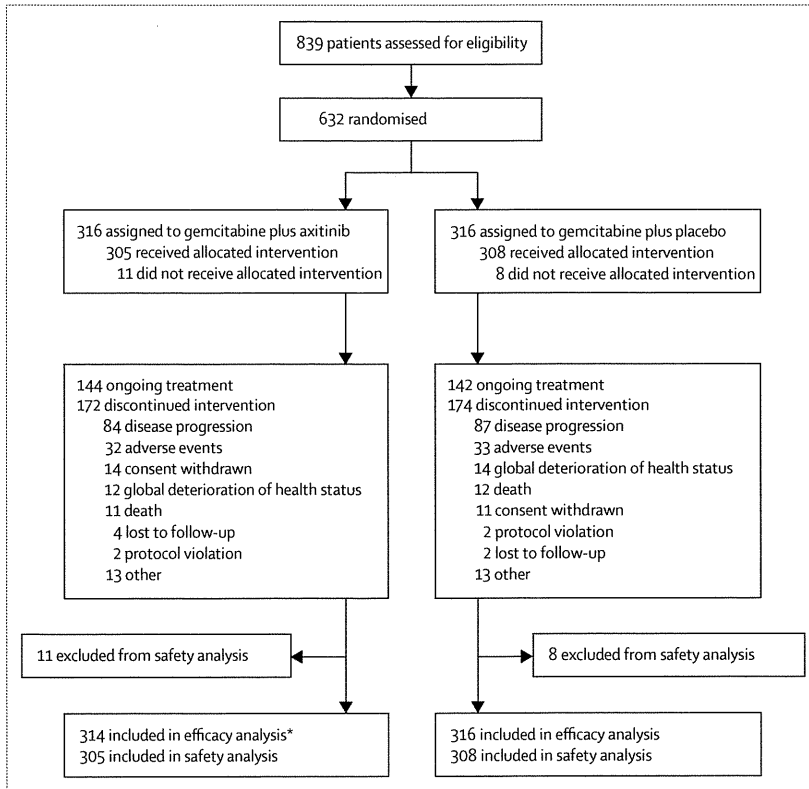 839 patients assessed for eligibility
632 randomised
316 assigned to gemcitabine plus axitinib
305 received allocated intervention
11 did not receive allocated intervention
316 assigned to gemcitabine plus placebo
308 received allocated intervention
8 did not receive allocated intervention
144 ongoing treatment
172 discontinued intervention
84 disease progression
32 adverse events
14 consent withdrawn
12 global deterioration of health status
11 death
4 lost to follow-up
2 protocol violation
13 other
142 ongoing treatment
174 discontinued intervention
87 disease progression
33 adverse events
14 global deterioration of health status
12 death
11 consent withdrawn
2 protocol violation
2 lost to follow-up
13 other
11 excluded from safety analysis
8 excluded from safety analysis
314 included in efficacy analysis*
305 included in safety analysis
316 included in efficacy analysis
308 included in safety analysis